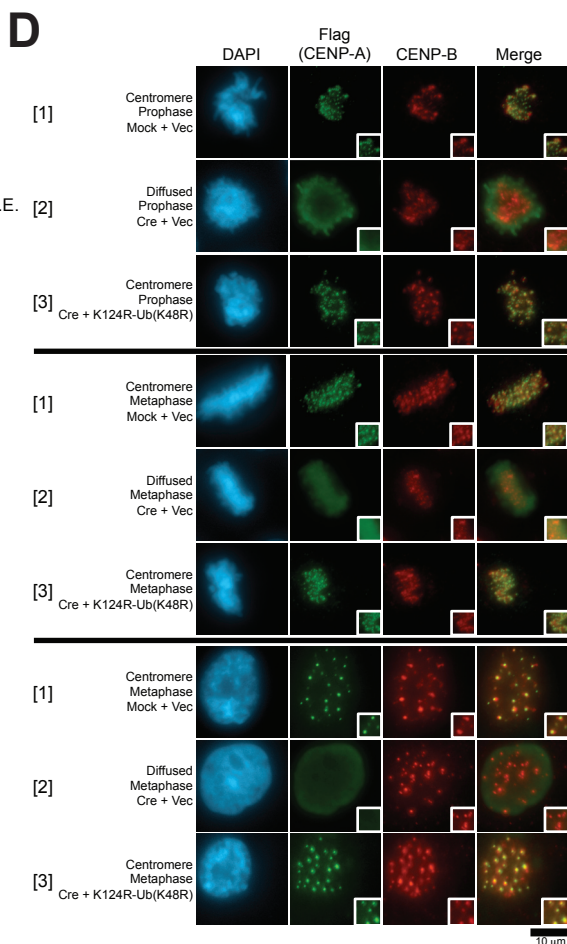 D
Flag
DAPI (CENP-A) CENP-B Merge
[1] Centromere
Prophase
Mock + Vec
.E. [2] Diffused
Prophase
Cre + Vec
[3] Centromere
Prophase
Cre + K124R-Ub(K48R)
[1] Centromere
Metaphase
Mock + Vec
[2] Diffused
Metaphase
Cre + Vec
[3] Centromere
Metaphase
Cre + K124R-Ub(K48R)
[1] Centromere
Metaphase
Mock + Vec
[2] Diffused
Metaphase
Cre + Vec
[3] Centromere
Metaphase
Cre + K124R-Ub(K48R)
10 µm